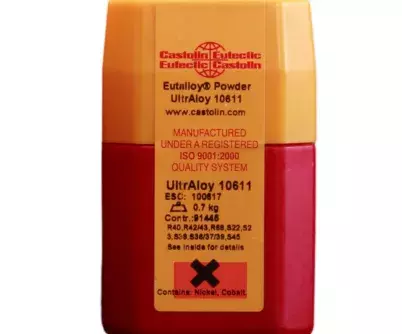 Castolin Eutectic
Eutectic Castolin
Eutalloy® Powder
UltrAloy 10611
www.castolin.com
MANUFACTURED
UNDER A REGISTERED
ISO 9001:2000
QUALITY SYSTEM
UltrAloy 10611
ESC: 100617
0.7 kg
Contr.:91445
R40,R42/43,R68,S22,S2
3,S38,S36/37/39,S45
See inside for details
Contains: Nickel, Cobalt.